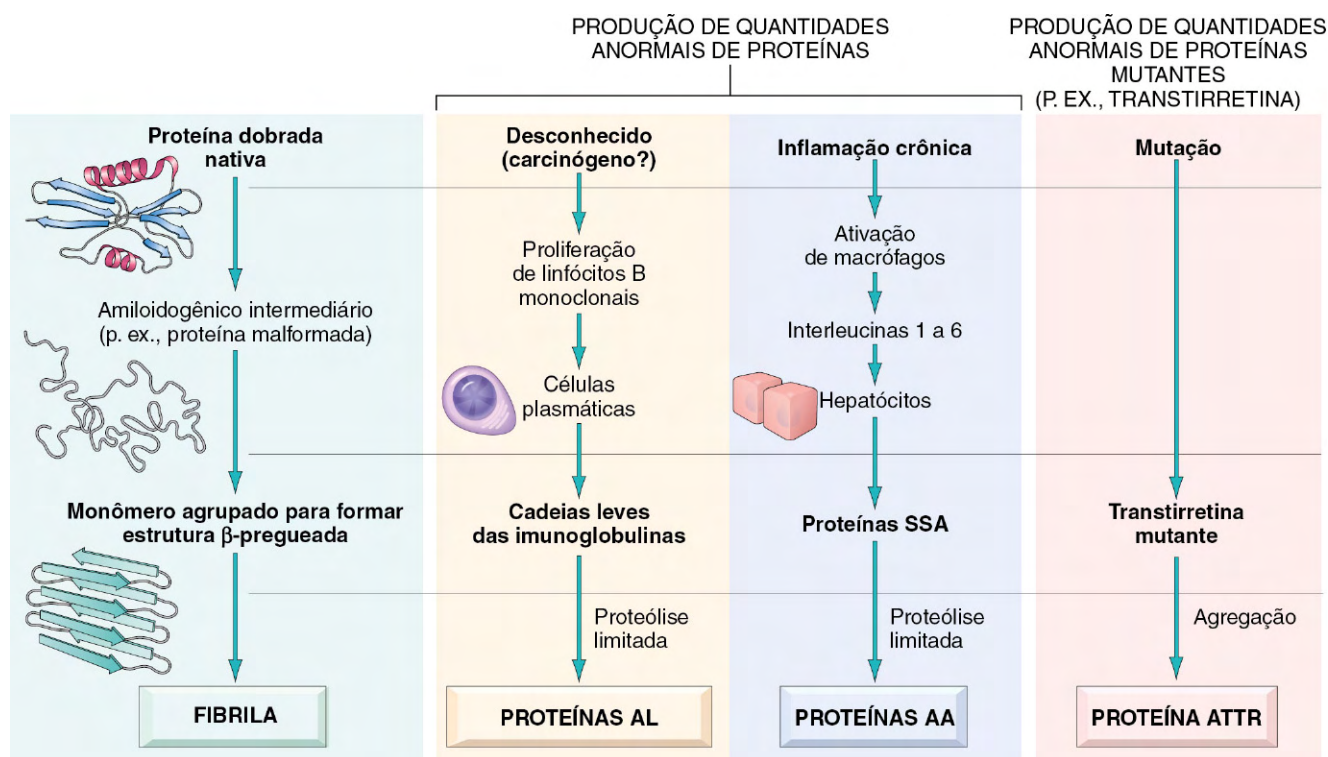 PRODUÇÃO DE QUANTIDADES
ANORMAIS DE PROTEÍNAS
PRODUÇÃO DE QUANTIDADES
ANORMAIS DE PROTEÍNAS
MUTANTES
(P. EX., TRANSTIRRETINA)
Proteína dobrada
nativa
Amiloidogênico intermediário
(p. ex., proteína malformada)
Monômero agrupado para formar
estrutura β-pregueada
FIBRILA
Desconhecido
(carcinógeno?)
Proliferação
de linfócitos B
monoclonais
Células
plasmáticas
Cadeias leves
das imunoglobulinas
Proteólise
limitada
PROTEÍNAS AL
Inflamação crônica
Ativação
de macrófagos
Interleucinas 1 a 6
Hepatócitos
Proteínas SSA
Proteólise
limitada
PROTEÍNAS AA
Mutação
Transtirretina
mutante
Agregação
PROTEÍNA ATTR